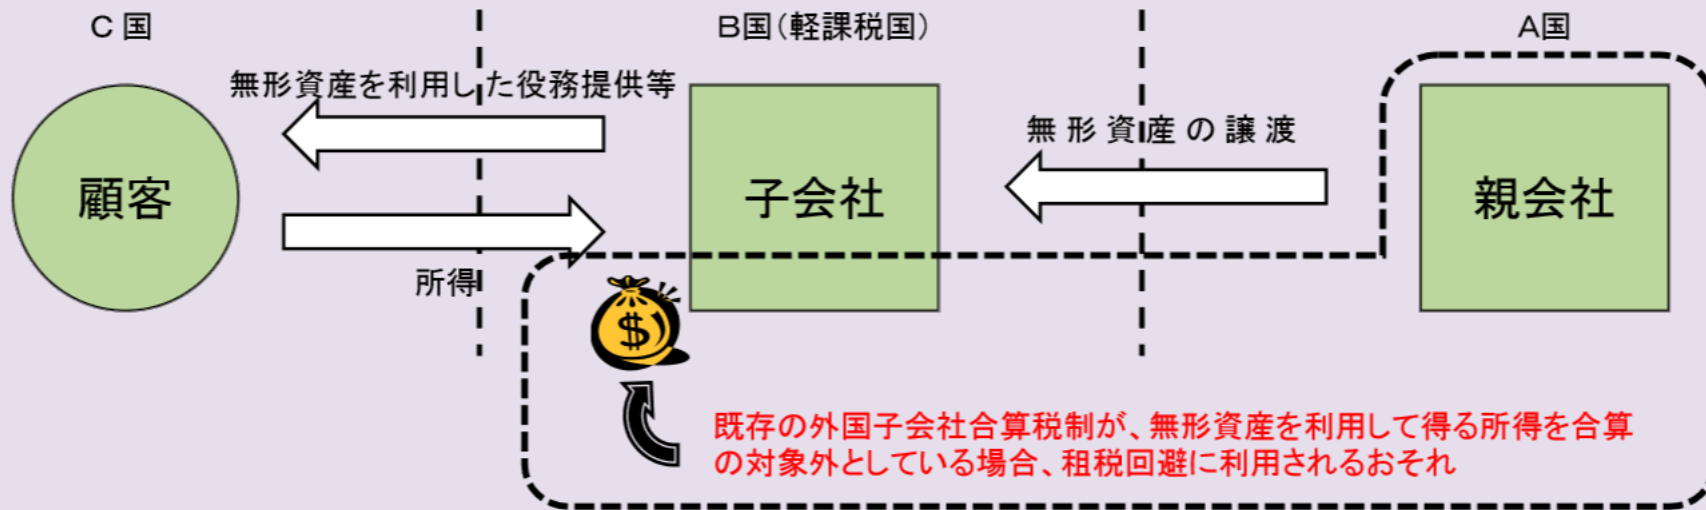 C国
B国(軽課税国)
A国
無形資産を利用した役務提供等
無形資産の譲渡
顧客
子会社
親会社
所得
$
既存の外国子会社合算税制が、無形資産を利用して得る所得を合算
の対象外としている場合、租税回避に利用されるおそれ